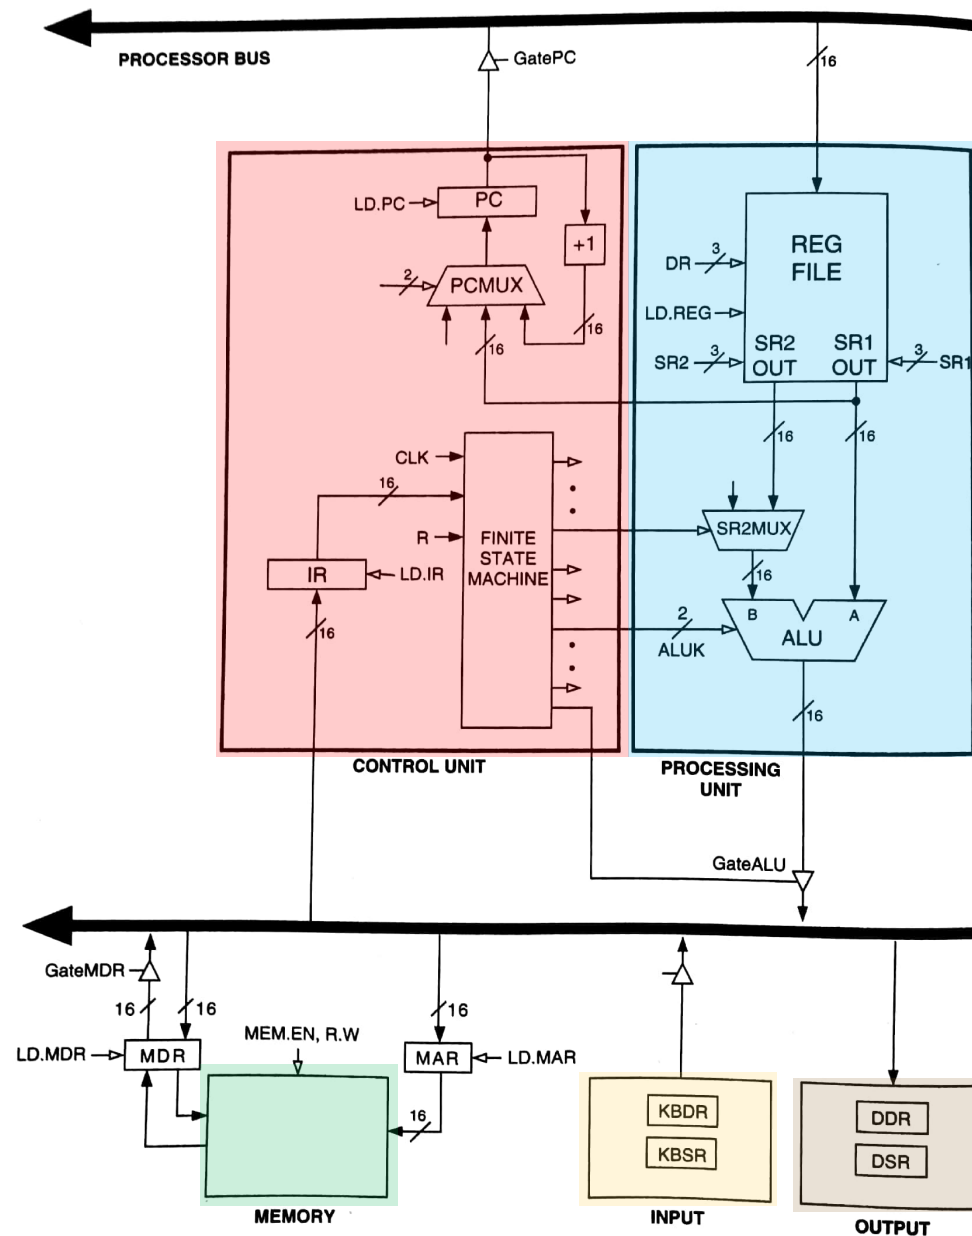 PROCESSOR BUS
GatePC
16
LD.PC
PC
+1
2
PCMUX
16
16
REG
FILE
DR
3
LD.REG
SR2
3
SR2
OUT
SR1
OUT
3
SR1
16
16
CLK
16
R
FINITE
STATE
MACHINE
IR
LD.IR
16
SR2MUX
16
B
A
ALU
2
ALUK
16
CONTROL UNIT
PROCESSING
UNIT
GateALU
GateMDR
16
16
16
LD.MDR
MDR
MEM.EN, R.W
MAR
LD.MAR
16
MEMORY
KBDR
KBSR
INPUT
DDR
DSR
OUTPUT